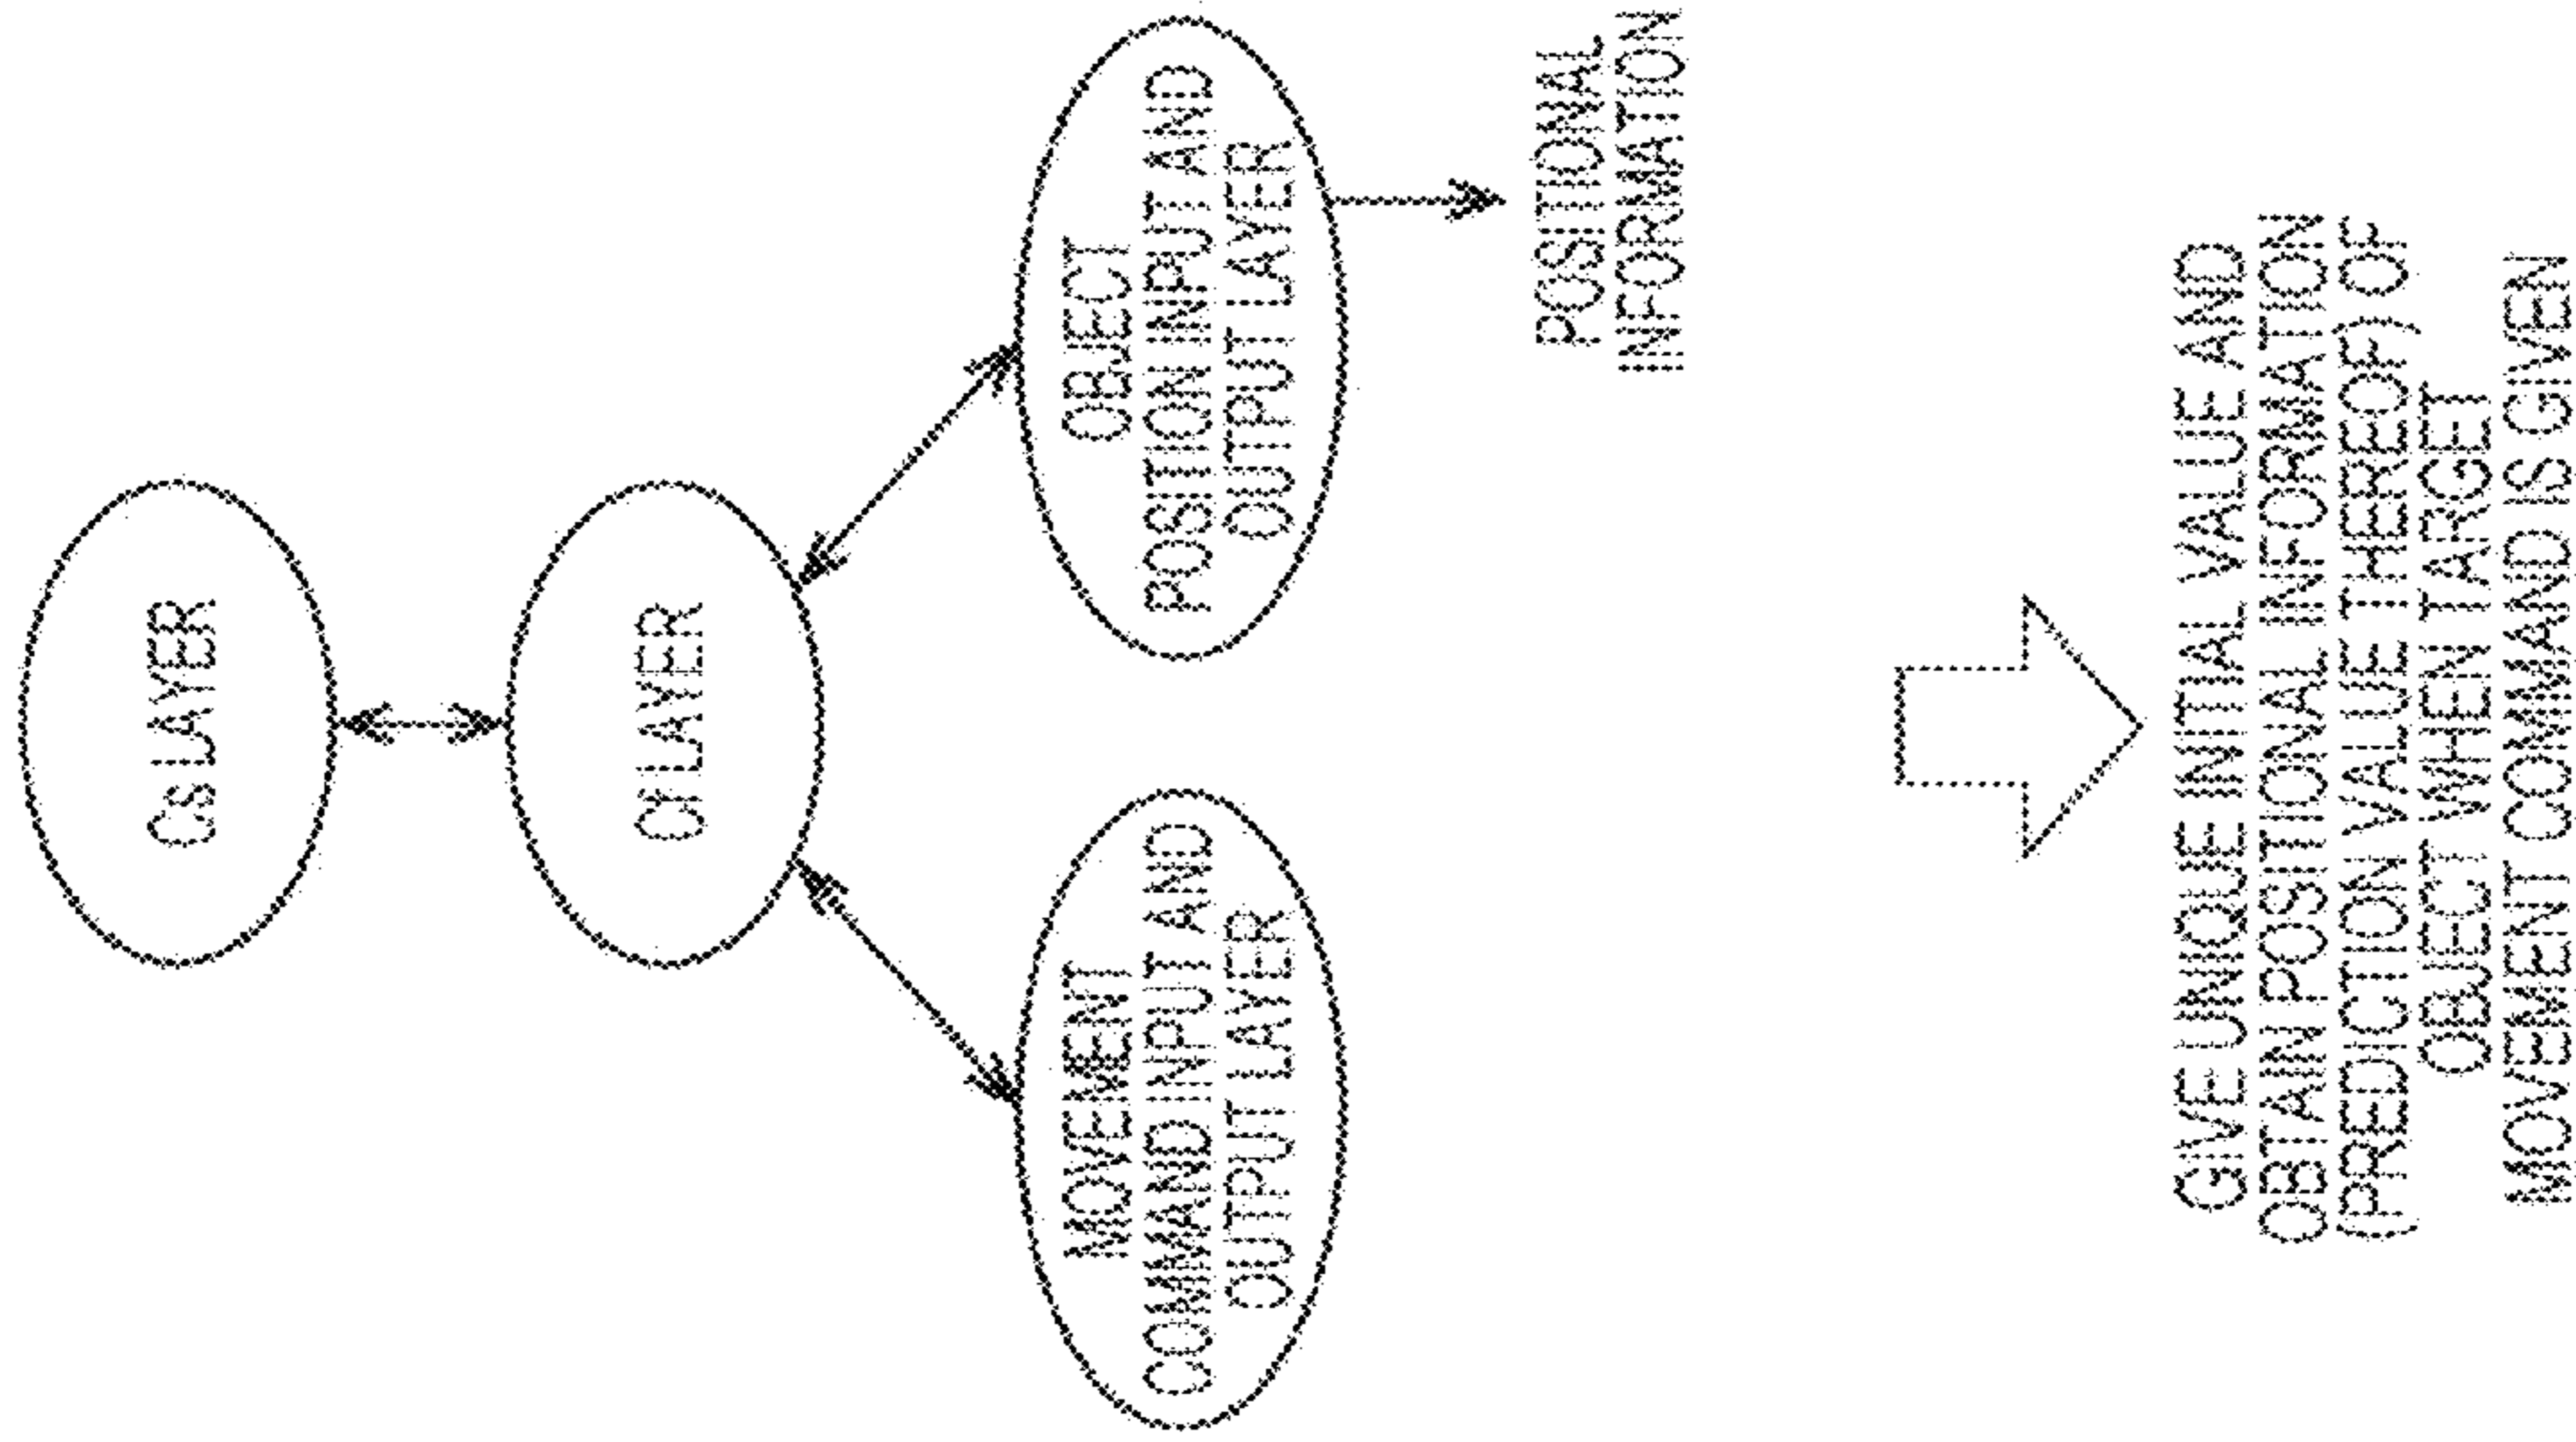 Cs LAYER
Cf LAYER
MOVEMENT
COMMAND INPUT AND
OUTPUT LAYER
OBJECT
POSITION INPUT AND
OUTPUT LAYER
POSITIONAL
INFORMATION
GIVE UNIQUE INITIAL VALUE AND
OBTAIN POSITIONAL INFORMATION
(PREDICTION VALUE THEREOF) OF
OBJECT WHEN TARGET
MOVEMENT COMMAND IS GIVEN